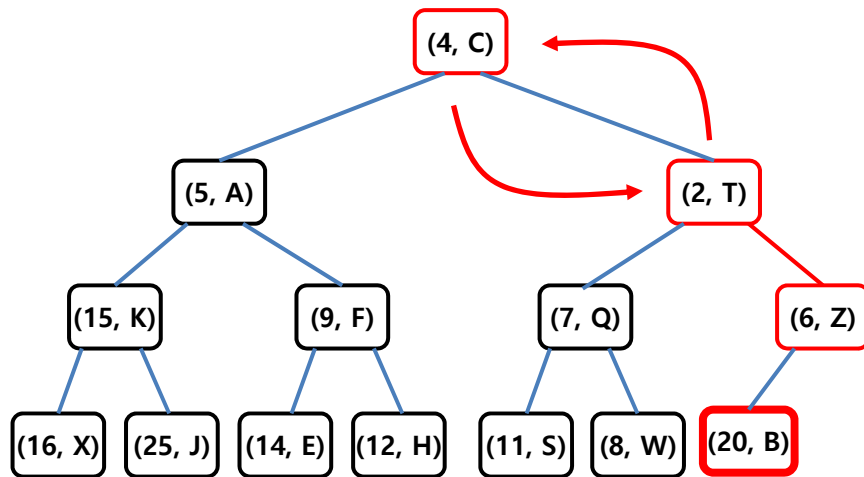 (4, C)
(5, A)
(2, T)
(15, K)
(9, F)
(7, Q)
(6, Z)
(16, X)
(25, J)
(14, E)
(12, H)
(11, S)
(8, W)
(20, B)